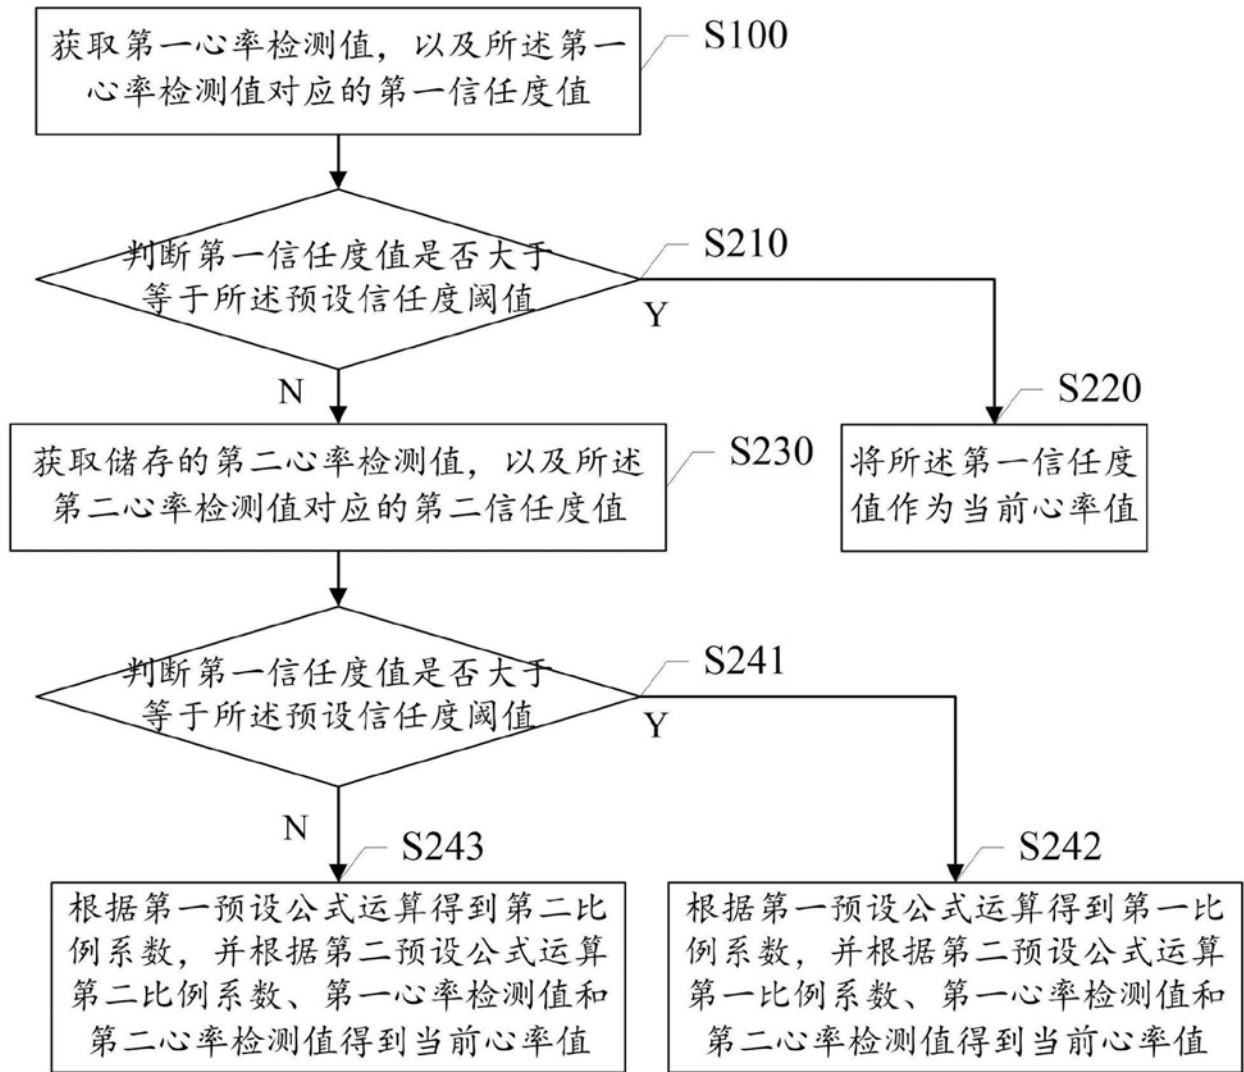 获取第一心率检测值，以及所述第一
心率检测值对应的第一信任度值
S100
判断第一信任度值是否大于
等于所述预设信任度阈值
S210
Y
N
S220
将所述第一信任度
值作为当前心率值
获取储存的第二心率检测值，以及所述
第二心率检测值对应的第二信任度值
S230
判断第一信任度值是否大于
等于所述预设信任度阈值
S241
Y
N
S243
根据第一预设公式运算得到第二比
例系数，并根据第二预设公式运算
第二比例系数、第一心率检测值和
第二心率检测值得到当前心率值
S242
根据第一预设公式运算得到第一比
例系数，并根据第二预设公式运算
第一比例系数、第一心率检测值和
第二心率检测值得到当前心率值